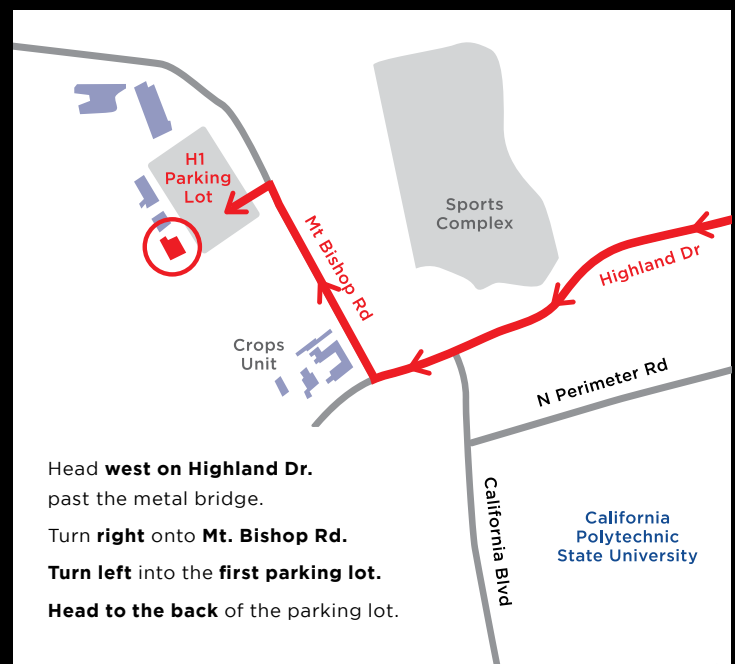 H1
Parking
Lot
Sports
Complex
Mt Bishop Rd
Highland Dr
Crops
Unit
N Perimeter Rd
Head west on Highland Dr.
past the metal bridge.
Turn right onto Mt. Bishop Rd.
Turn left into the first parking lot.
Head to the back of the parking lot.
California Blvd
California
Polytechnic
State University